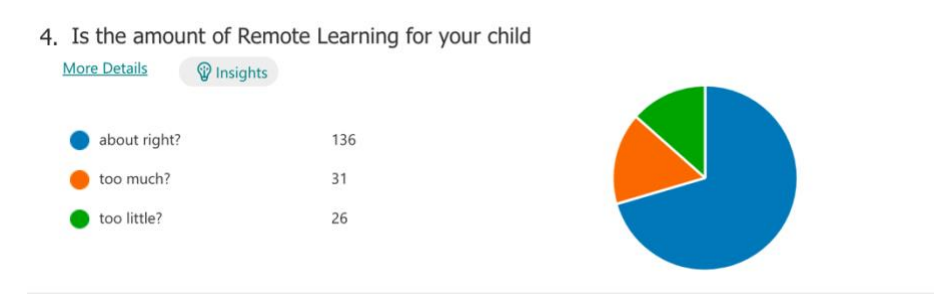 4. Is the amount of Remote Learning for your child
More Details Insights
about right? 136
too much? 31
too little? 26